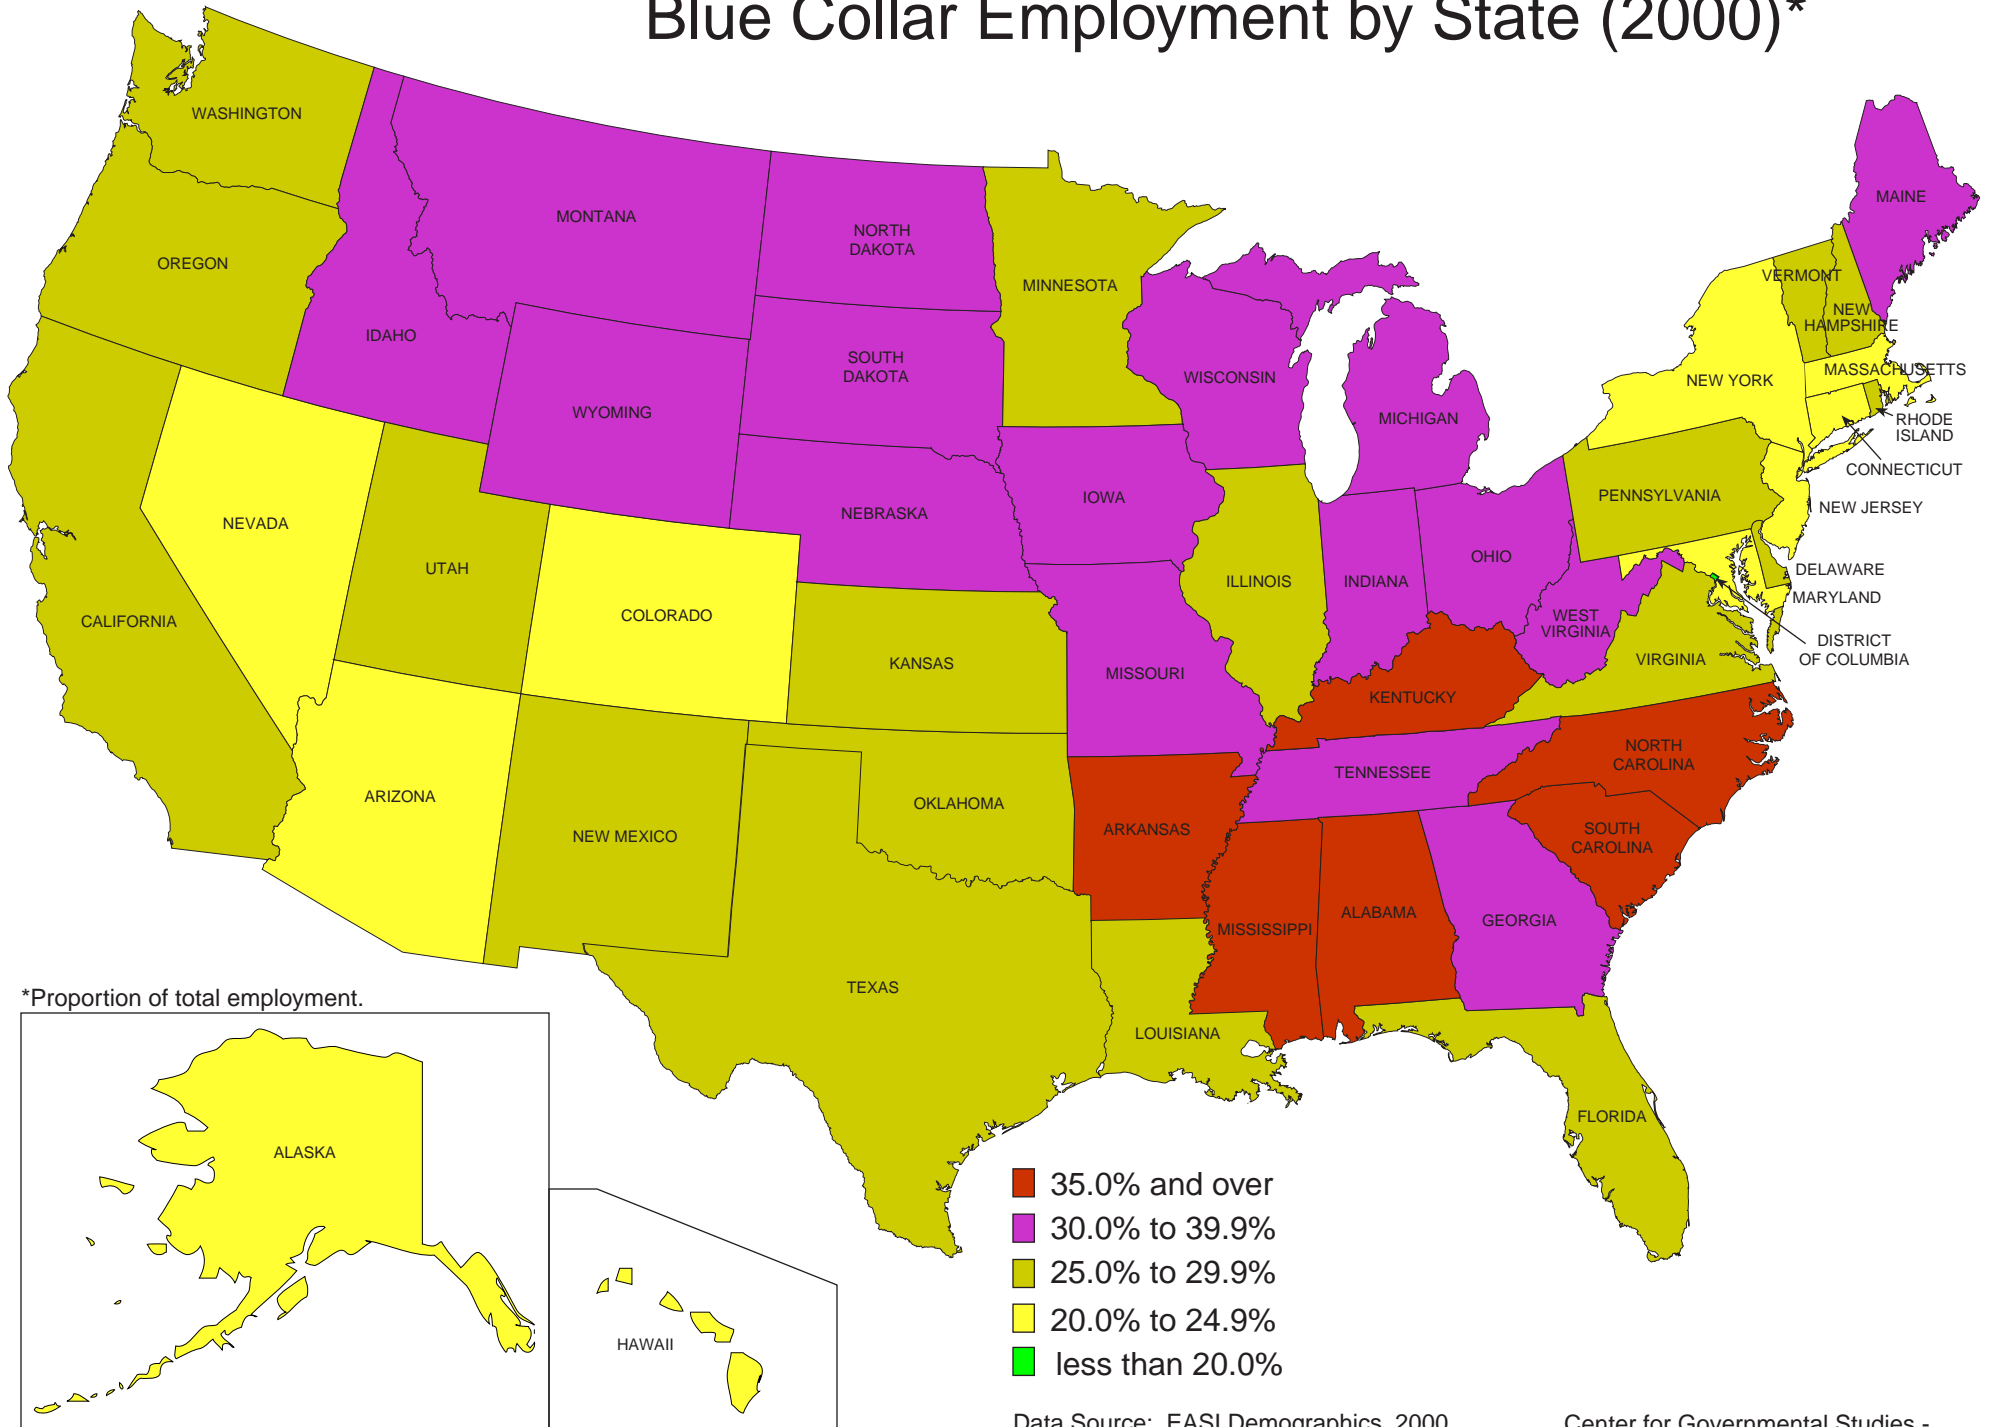 Blue Collar Employment by State (2000)*
WASHINGTON
MONTANA
MAINE
NORTH
DAKOTA
OREGON
MINNESOTA
VERMONT
NEW
HAMPSHIRE
IDAHO
SOUTH
DAKOTA
WISCONSIN
NEW YORK
MASSACHUSETTS
WYOMING
MICHIGAN
RHODE
ISLAND
CONNECTICUT
IOWA
PENNSYLVANIA
NEW JERSEY
NEVADA
NEBRASKA
OHIO
UTAH
ILLINOIS
INDIANA
DELAWARE
MARYLAND
CALIFORNIA
COLORADO
WEST
VIRGINIA
DISTRICT
OF COLUMBIA
KANSAS
MISSOURI
VIRGINIA
KENTUCKY
NORTH
CAROLINA
TENNESSEE
ARIZONA
OKLAHOMA
NEW MEXICO
ARKANSAS
SOUTH
CAROLINA
MISSISSIPPI
ALABAMA
GEORGIA
TEXAS
LOUISIANA
FLORIDA
*Proportion of total employment.
ALASKA
HAWAII
35.0% and over
30.0% to 39.9%
25.0% to 29.9%
20.0% to 24.9%
less than 20.0%
Data Source: EASI Demographics, 2000
Center for Governmental Studies -